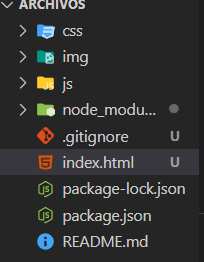 ARCHIVOS
css
img
js
node_modu...
.gitignore U
index.html U
package-lock.json
package.json
README.md